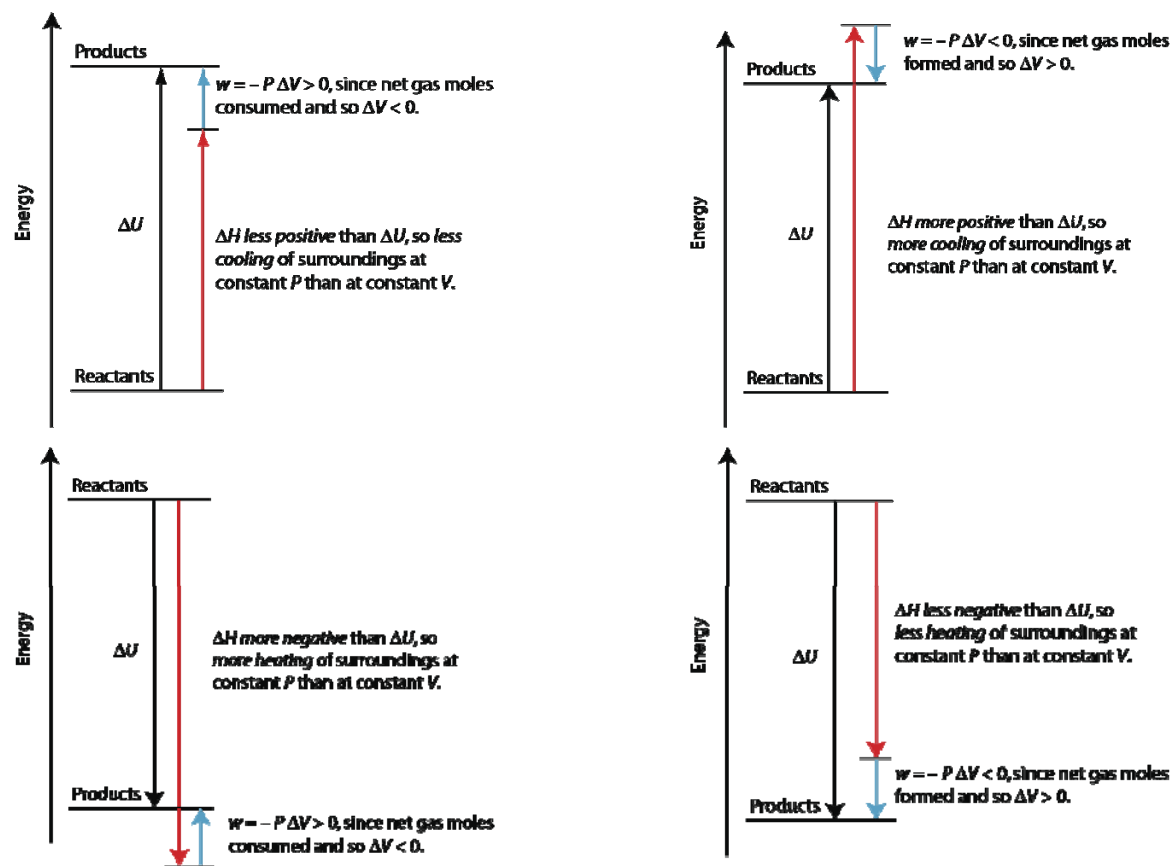 Products
w = – P ΔV > 0, since net gas moles
consumed and so ΔV < 0.
Energy
ΔU
ΔH less positive than ΔU, so less
cooling of surroundings at
constant P than at constant V.
Reactants
w = – P ΔV < 0, since net gas moles
formed and so ΔV > 0.
Products
Energy
ΔU
ΔH more positive than ΔU, so
more cooling of surroundings at
constant P than at constant V.
Reactants
Reactants
Energy
ΔU
ΔH more negative than ΔU, so
more heating of surroundings at
constant P than at constant V.
Products
w = – P ΔV > 0, since net gas moles
consumed and so ΔV < 0.
Reactants
Energy
ΔU
ΔH less negative than ΔU, so
less heating of surroundings at
constant P than at constant V.
w = – P ΔV < 0, since net gas moles
formed and so ΔV > 0.
Products